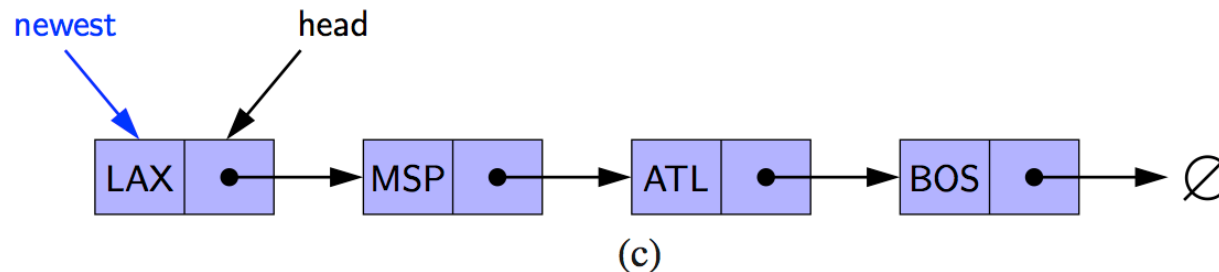 newest head
LAX MSP ATL BOS ∅
(c)